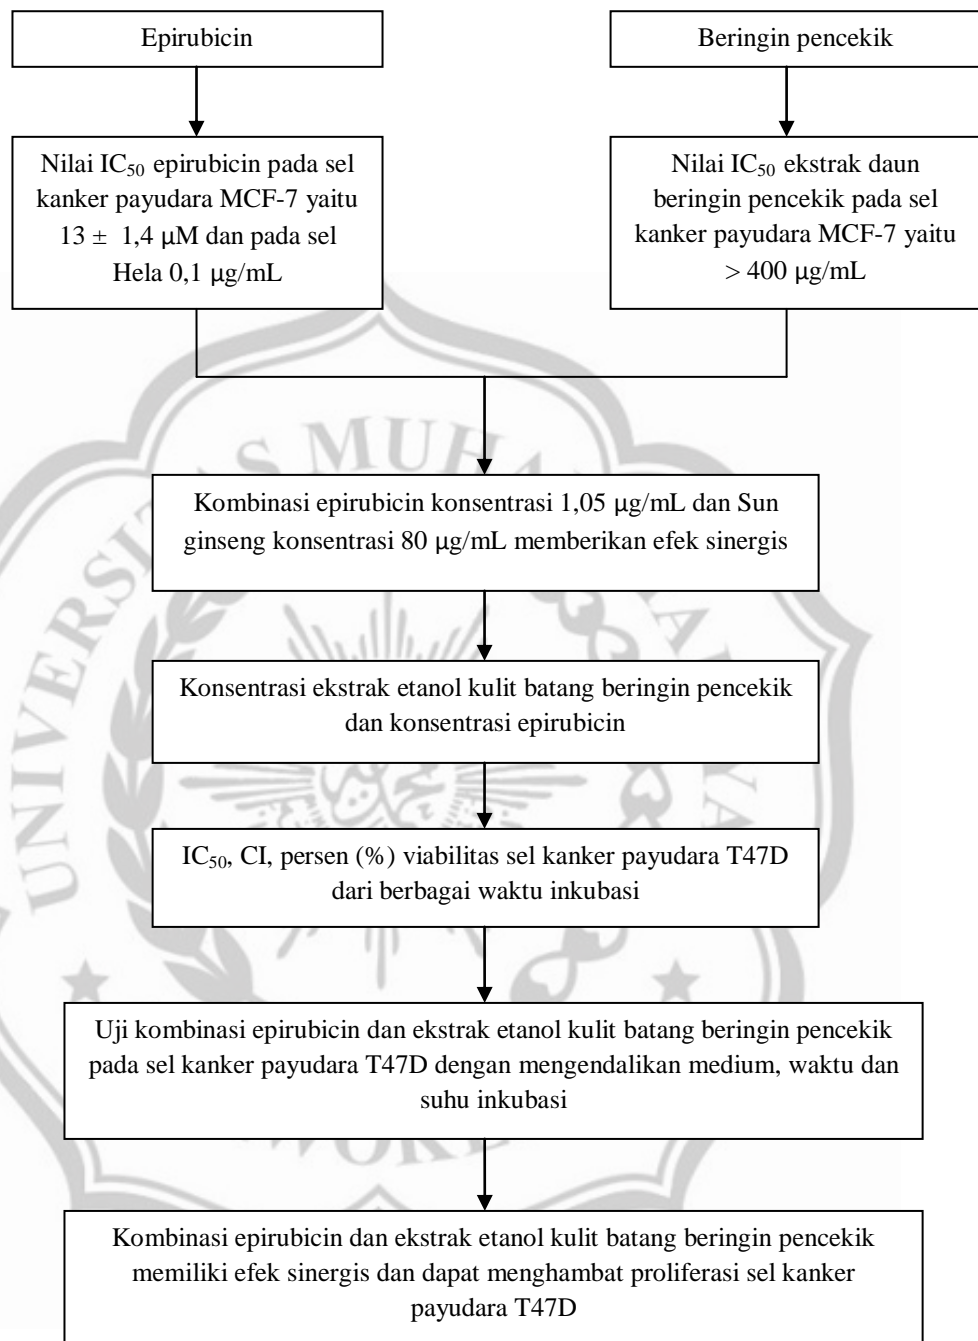 Epirubicin
Beringin pencekik
Nilai IC₅₀ epirubicin pada sel
kanker payudara MCF-7 yaitu
13 ± 1,4 µM dan pada sel
Hela 0,1 µg/mL
Nilai IC₅₀ ekstrak daun
beringin pencekik pada sel
kanker payudara MCF-7 yaitu
> 400 µg/mL
Kombinasi epirubicin konsentrasi 1,05 µg/mL dan Sun
ginseng konsentrasi 80 µg/mL memberikan efek sinergis
Konsentrasi ekstrak etanol kulit batang beringin pencekik
dan konsentrasi epirubicin
IC₅₀, CI, persen (%) viabilitas sel kanker payudara T47D
dari berbagai waktu inkubasi
Uji kombinasi epirubicin dan ekstrak etanol kulit batang beringin pencekik
pada sel kanker payudara T47D dengan mengendalikan medium, waktu dan
suhu inkubasi
Kombinasi epirubicin dan ekstrak etanol kulit batang beringin pencekik
memiliki efek sinergis dan dapat menghambat proliferasi sel kanker
payudara T47D